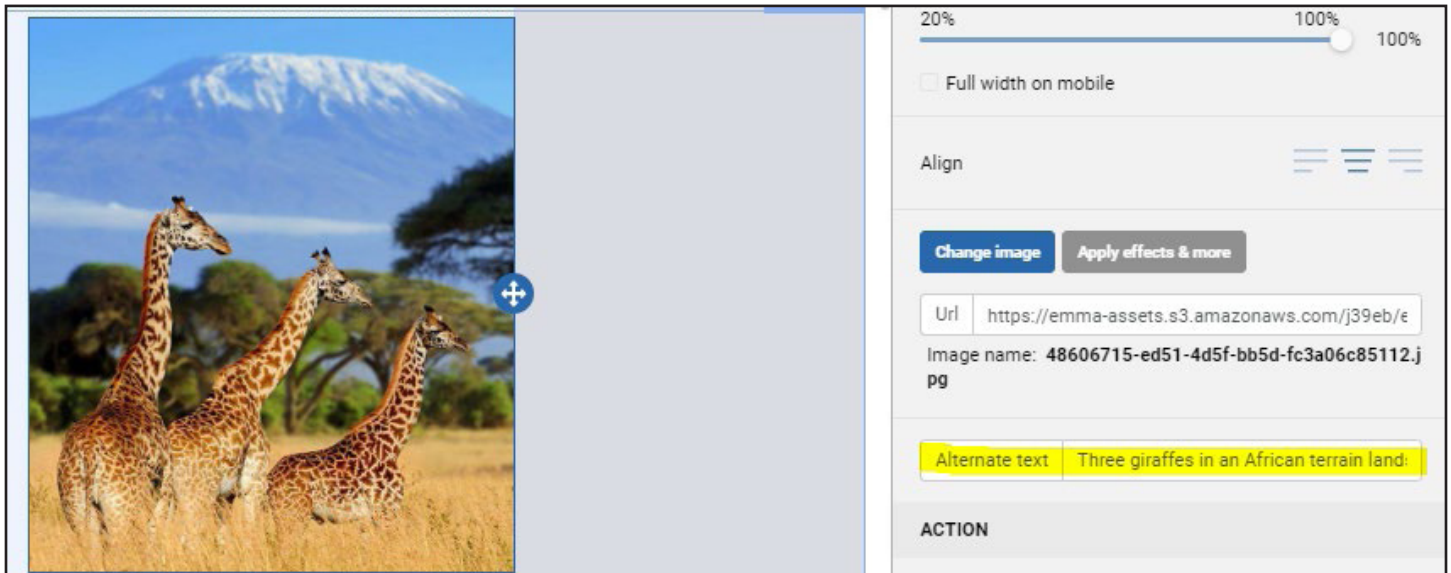 20%
100%
100%
Full width on mobile
Align
Change image
Apply effects & more
Url https://emma-assets.s3.amazonaws.com/j39eb/e
Image name: 48606715-ed51-4d5f-bb5d-fc3a06c85112.j
pg
Alternate text Three giraffes in an African terrain land
ACTION